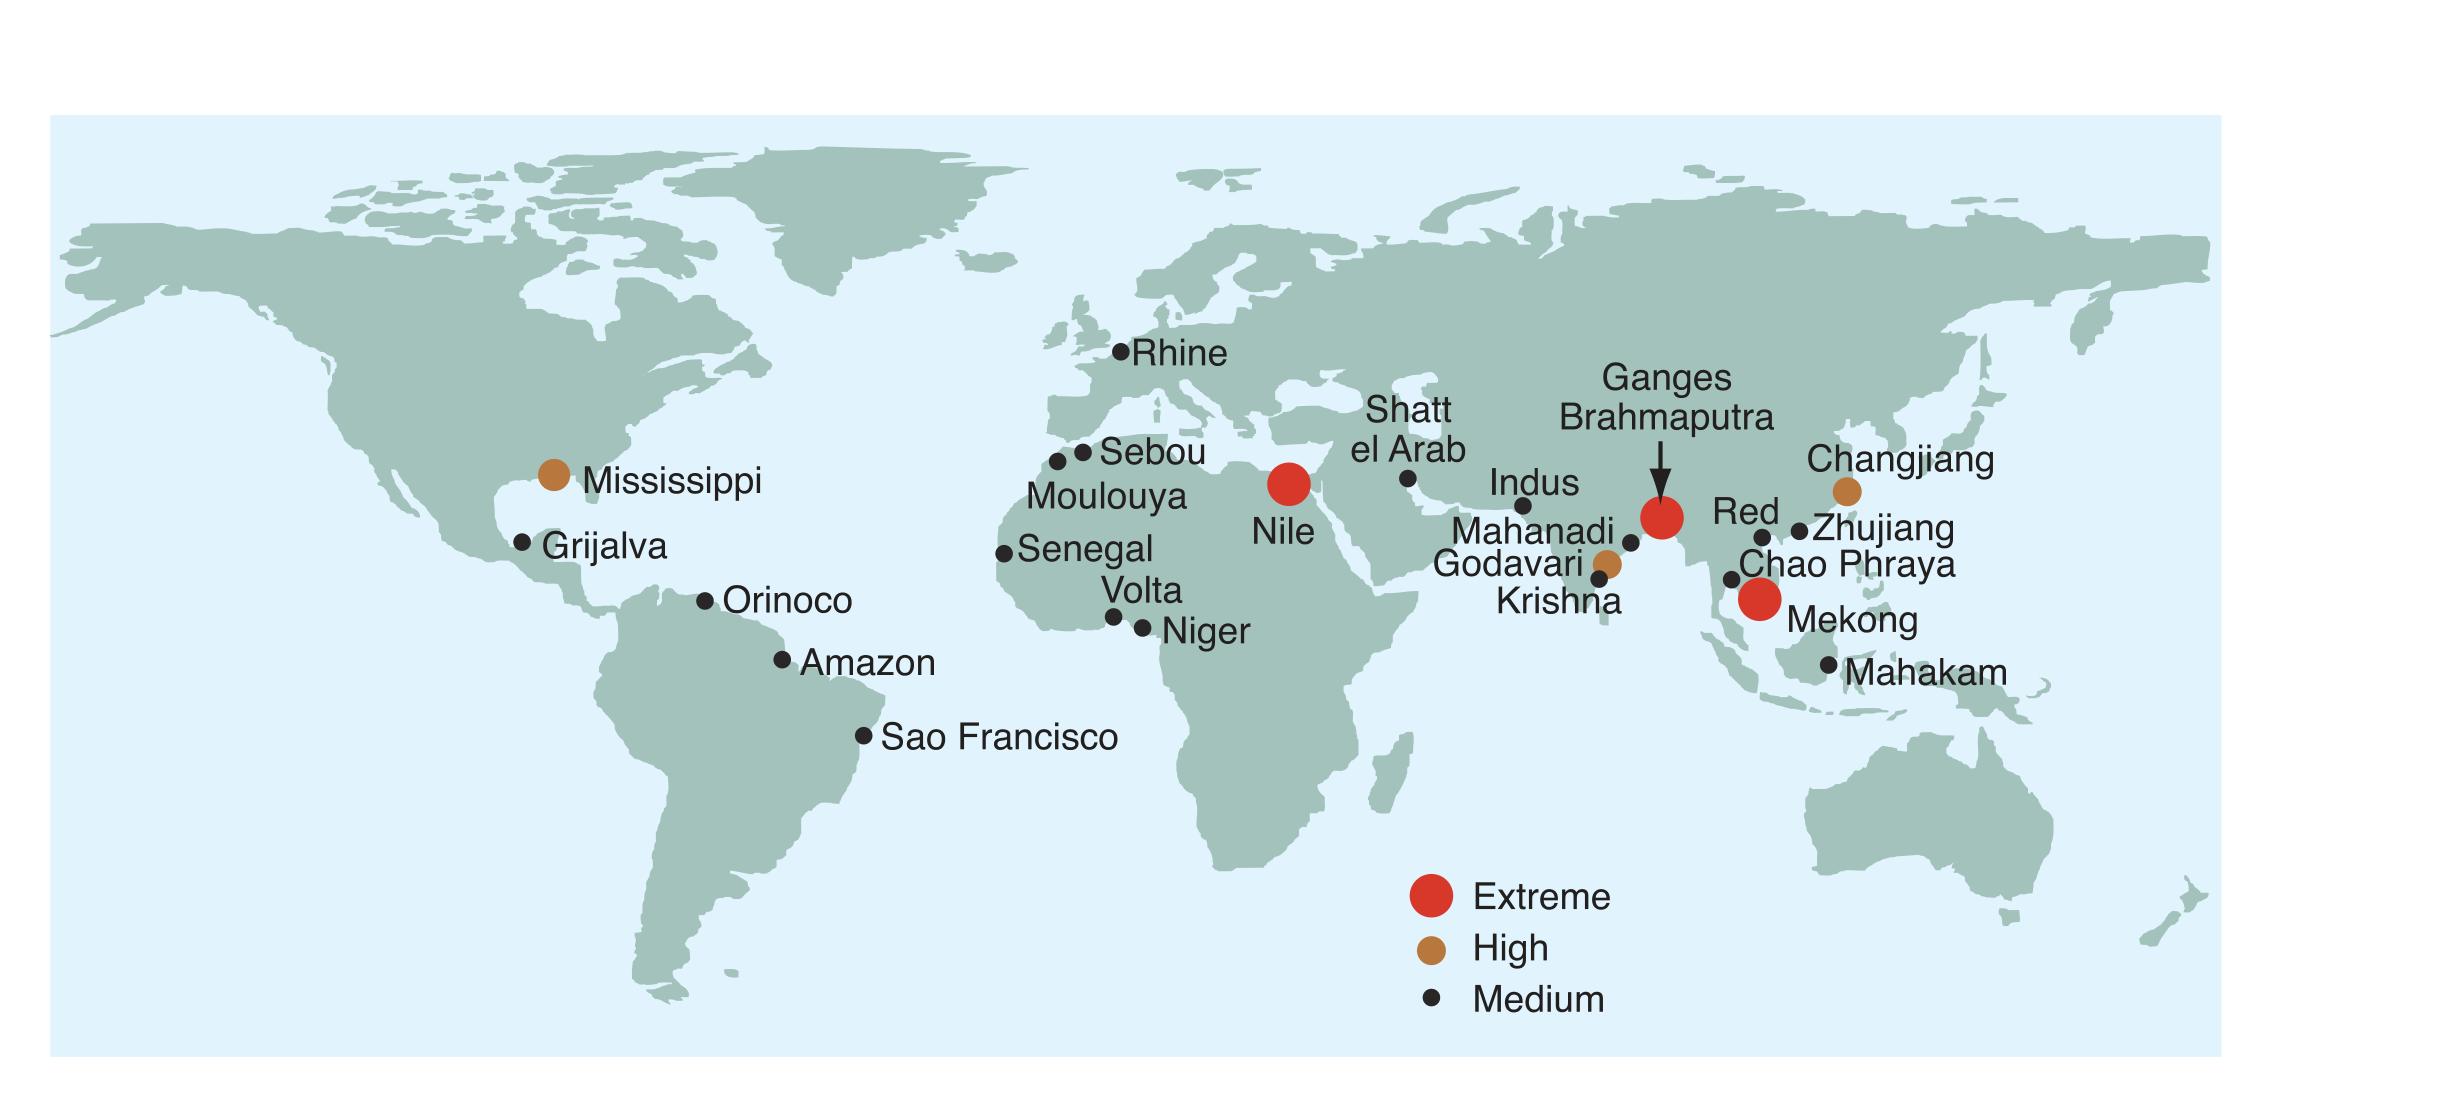 Rhine
Ganges
Brahmaputra
Shatt
el Arab
Sebou
Changjiang
Mississippi
Indus
Moulouya
Red
Nile
Mahanadi
Zhujiang
Grijalva
Senegal
Godavari
Chao Phraya
Volta
Orinoco
Krishna
Mekong
Niger
Amazon
Mahakam
Sao Francisco
Extreme
High
Medium